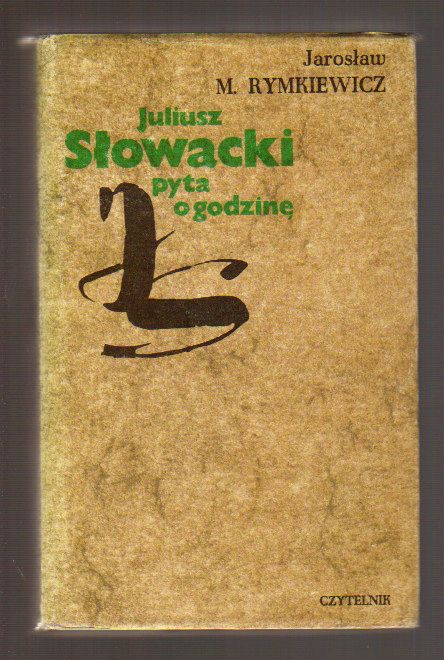 Jarosław
M. RYMKIEWICZ
Juliusz
Słowacki
pyta
o godzinę
CZYTELNIK